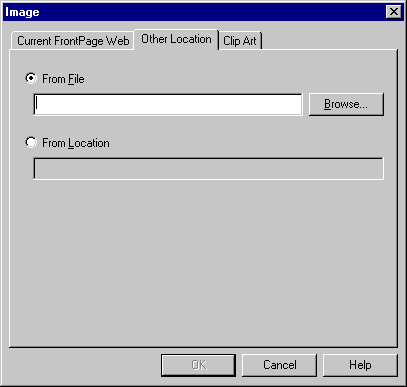 Image
Current FrontPage Web Other Location Clip Art
From File
Browse...
From Location
OK Cancel Help